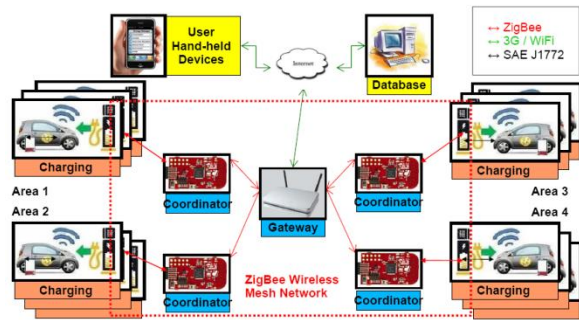 User
Hand-held
Devices
Internet
Database
ZigBee
3G / WiFi
SAE J1772
Charging
Charging
Area 1
Area 2
Coordinator
Coordinator
Gateway
Area 3
Area 4
Charging
Charging
Coordinator
Coordinator
ZigBee Wireless
Mesh Network